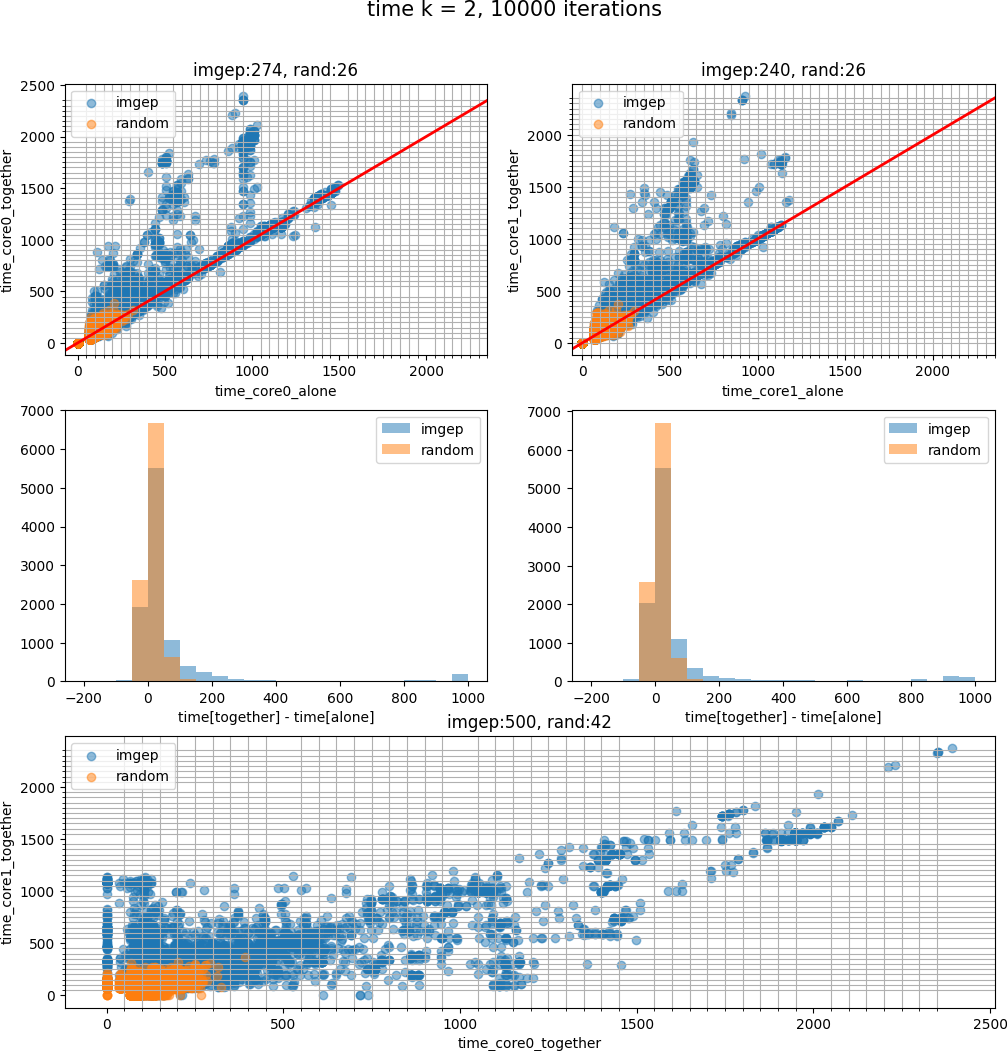 time k = 2, 10000 iterations
imgep:274, rand:26
imgep:240, rand:26
imgep
random
2500
2000
1500
1000
500
0
time_core0_together
0 500 1000 1500 2000
time_core0_alone
imgep
random
2000
1500
1000
500
0
time_core1_together
0 500 1000 1500 2000
time_core1_alone
imgep
random
7000
6000
5000
4000
3000
2000
1000
0
−200 0 200 400 600 800 1000
time[together] - time[alone]
imgep
random
7000
6000
5000
4000
3000
2000
1000
0
−200 0 200 400 600 800 1000
time[together] - time[alone]
imgep:500, rand:42
imgep
random
2000
1500
1000
500
0
time_core1_together
0 500 1000 1500 2000 2500
time_core0_together